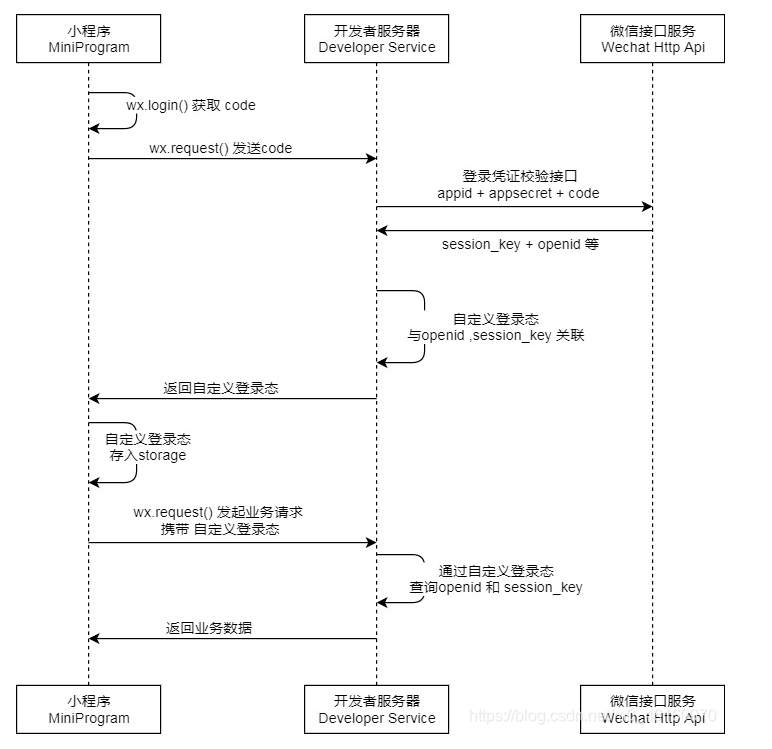 小程序
MiniProgram
开发者服务器
Developer Service
微信接口服务
Wechat Http Api
wx.login() 获取 code
wx.request() 发送code
登录凭证校验接口
appid + appsecret + code
session_key + openid 等
自定义登录态
与openid ,session_key 关联
返回自定义登录态
自定义登录态
存入storage
wx.request() 发起业务请求
携带 自定义登录态
通过自定义登录态
查询openid 和 session_key
返回业务数据
小程序
MiniProgram
开发者服务器
Developer Service
微信接口服务
Wechat Http Api